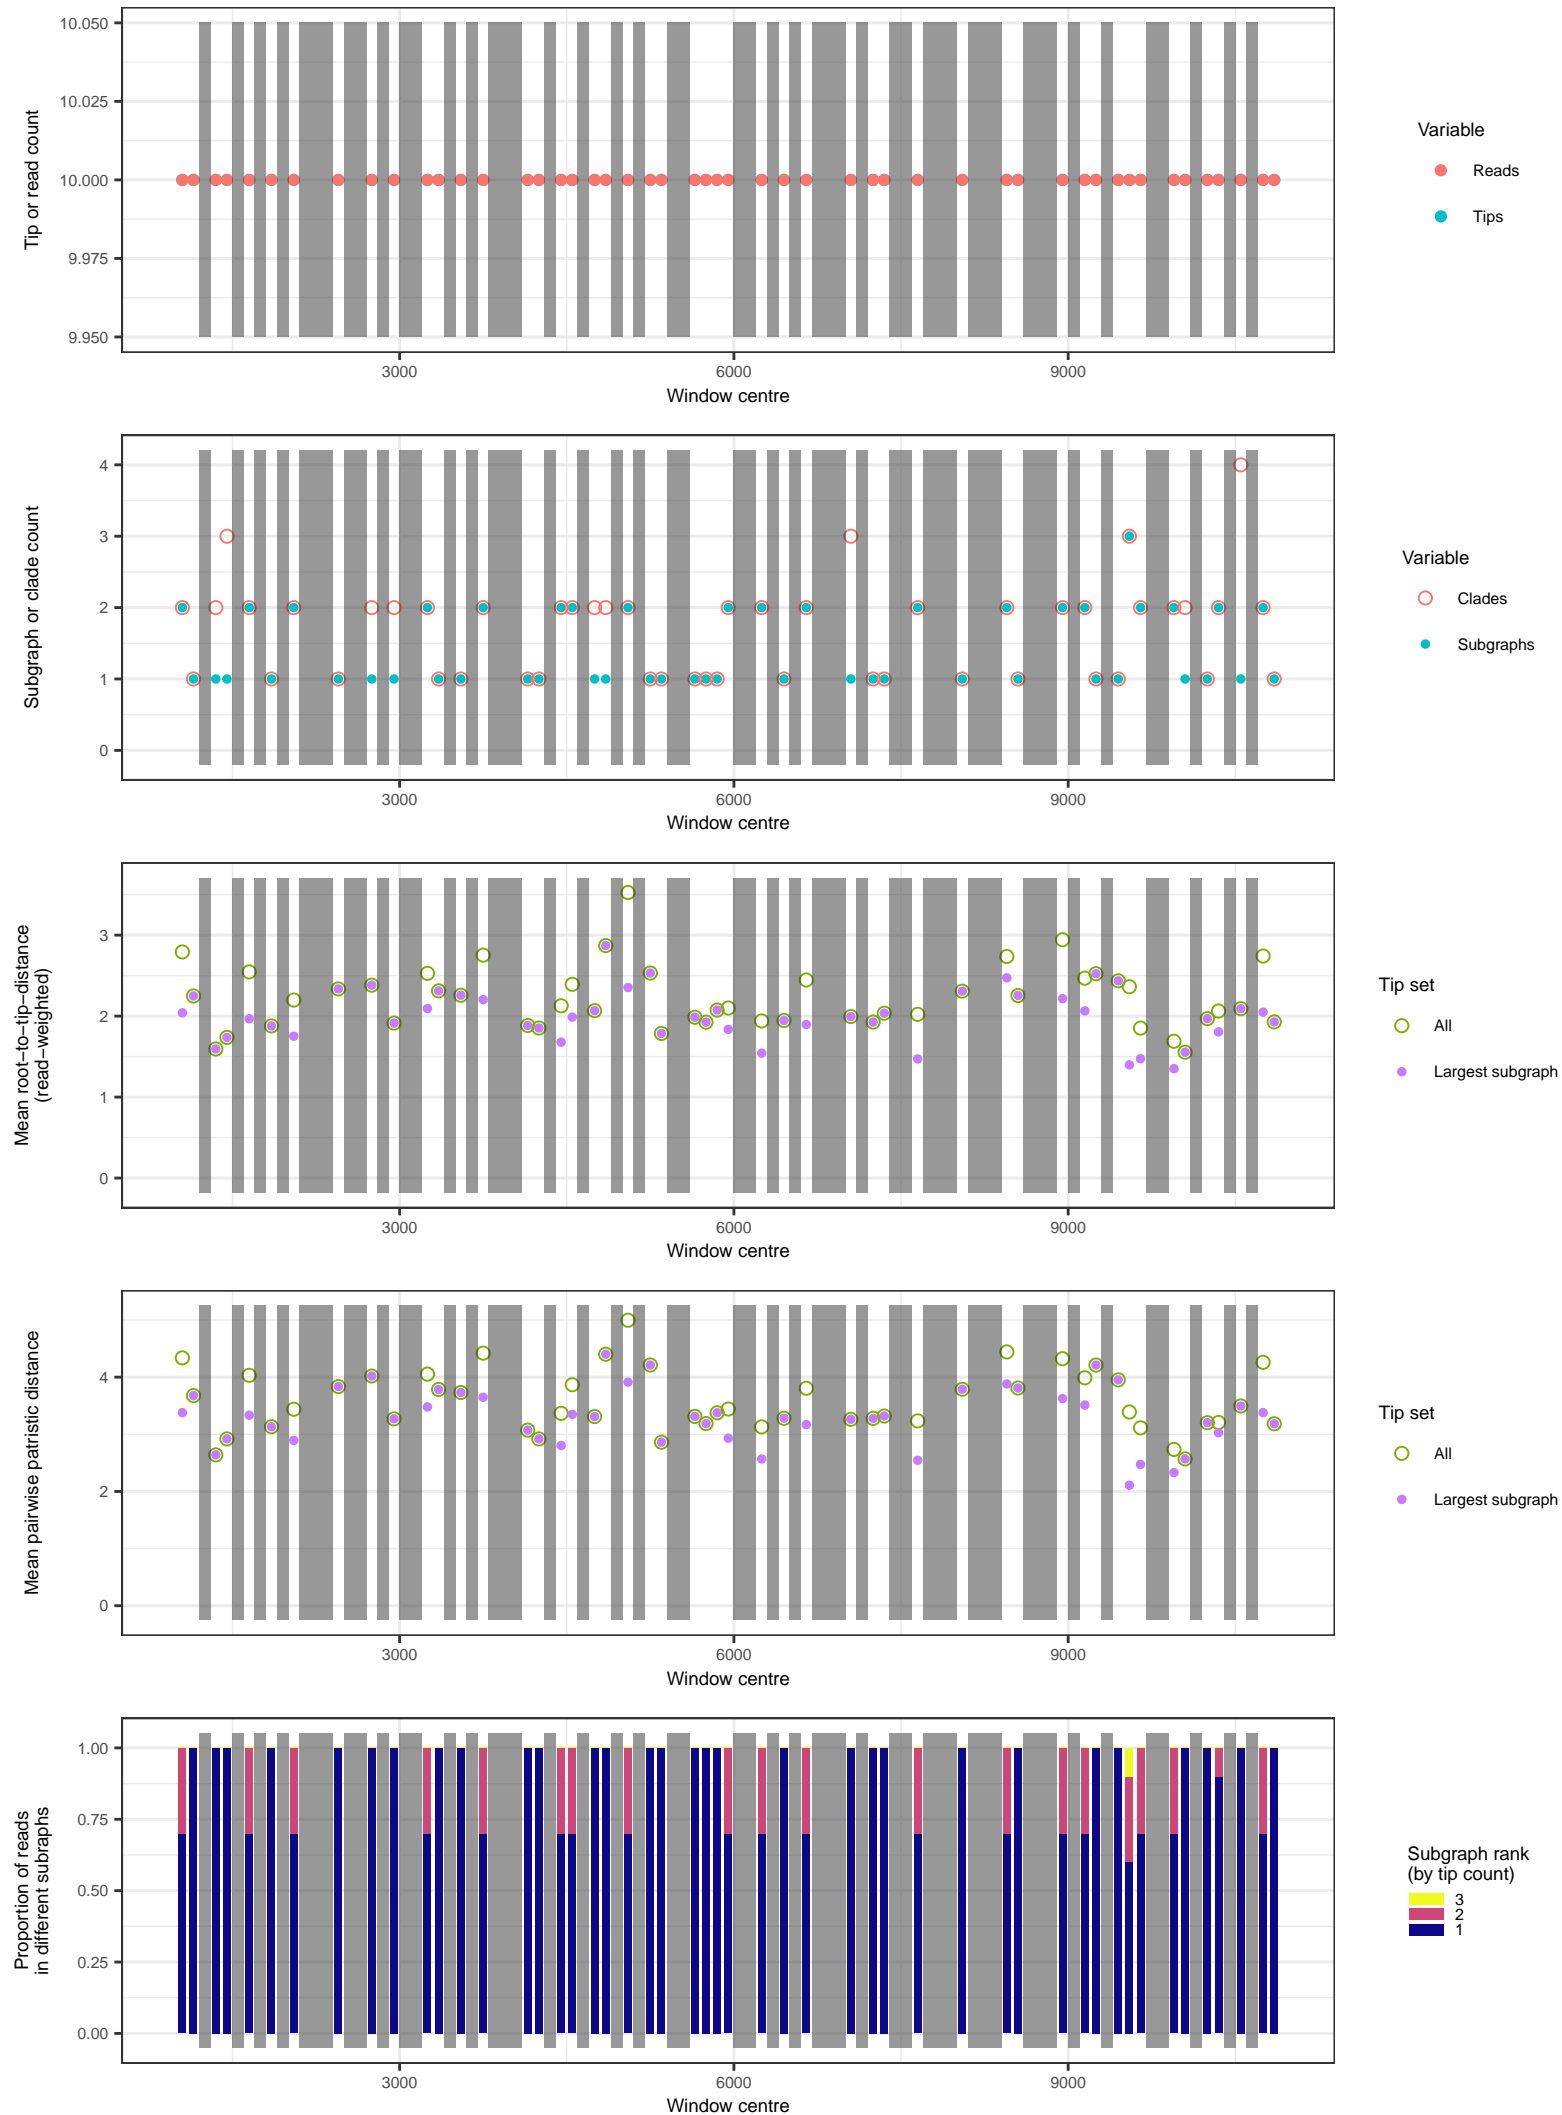 10.050
10.025
10.000
9.975
9.950
Tip or read count
3000
6000
9000
Window centre
Variable
Reads
Tips
4
3
2
1
0
Subgraph or clade count
3000
6000
9000
Window centre
Variable
Clades
Subgraphs
3
2
1
0
Mean root−to−tip−distance
(read−weighted)
3000
6000
9000
Window centre
Tip set
All
Largest subgraph
4
2
0
Mean pairwise patristic distance
3000
6000
9000
Window centre
Tip set
All
Largest subgraph
1.00
0.75
0.50
0.25
0.00
Proportion of reads
in different subraphs
3000
6000
9000
Window centre
Subgraph rank
(by tip count)
3
2
1